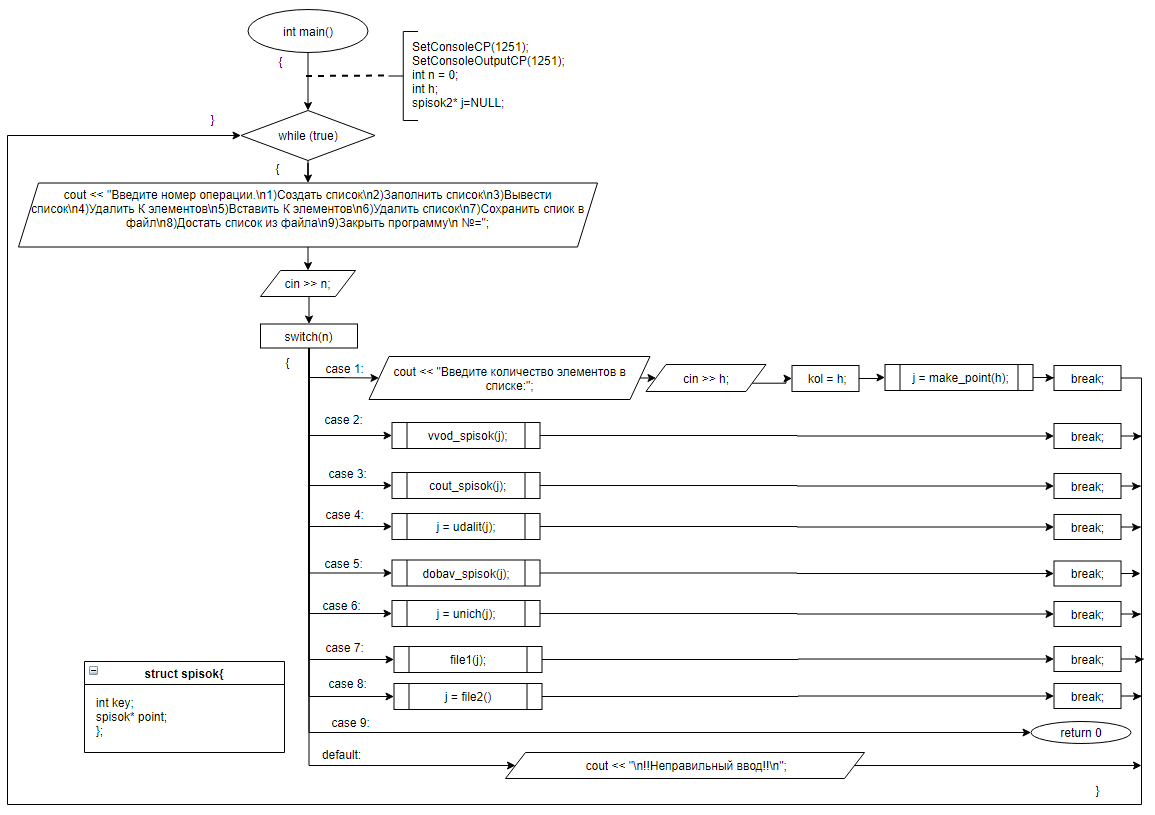 int main()
{
SetConsoleCP(1251);
SetConsoleOutputCP(1251);
int n = 0;
int h;
spisok2* j=NULL;
}
while (true)
{
cout << "Введите номер операции.\n1)Создать список\n2)Заполнить список\n3)Вывести
список\n4)Удалить К элементов\n5)Вставить К элементов\n6)Удалить список\n7)Сохранить спиок в
файл\n8)Достать список из файла\n9)Закрыть программу\n №=";
cin >> n;
switch(n)
{
case 1:
cout << "Введите количество элементов в
списке:";
cin >> h;
kol = h;
j = make_point(h);
break;
case 2:
vvod_spisok(j);
break;
case 3:
cout_spisok(j);
break;
case 4:
j = udalit(j);
break;
case 5:
dobav_spisok(j);
break;
case 6:
j = unich(j);
break;
case 7:
file1(j);
break;
case 8:
j = file2()
break;
case 9:
return 0
default:
cout << "\n!!Неправильный ввод!!\n";
}
struct spisok{
int key;
spisok* point;
};